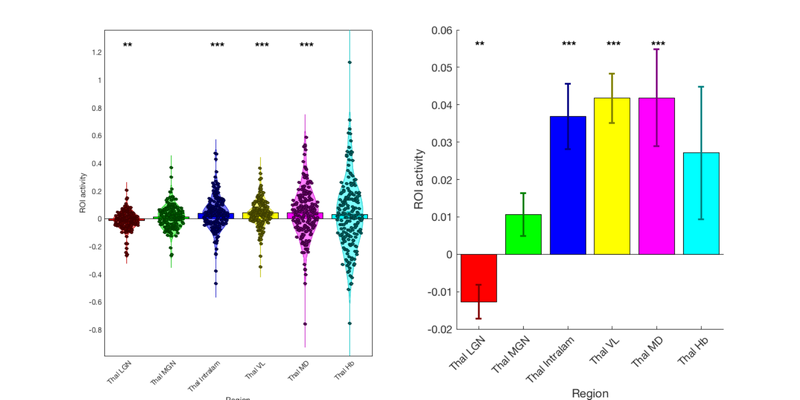 ** *** *** ***
1.2
1
0.8
0.6
0.4
0.2
0
-0.2
-0.4
-0.6
-0.8
ROI activity
Thal LGN
Thal MGN
Thal Intralam
Thal VL
Thal MD
Thal Hb
Region
** *** *** ***
0.06
0.05
0.04
0.03
0.02
0.01
0
-0.01
-0.02
ROI activity
Thal LGN
Thal MGN
Thal Intralam
Thal VL
Thal MD
Thal Hb
Region